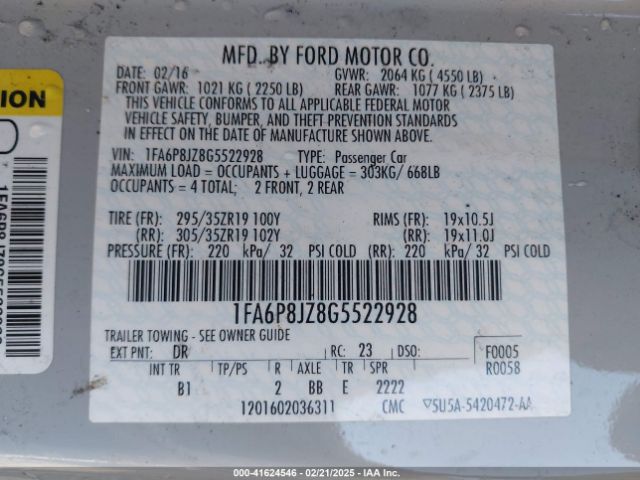 MFD. BY FORD MOTOR CO.
DATE: 02/16 GVWR: 2064 KG ( 4550 LB)
FRONT GAWR: 1021 KG ( 2250 LB) REAR GAWR: 1077 KG ( 2375 LB)
THIS VEHICLE CONFORMS TO ALL APPLICABLE FEDERAL MOTOR
VEHICLE SAFETY, BUMPER, AND THEFT PREVENTION STANDARDS
IN EFFECT ON THE DATE OF MANUFACTURE SHOWN ABOVE.
VIN: 1FA6P8JZ8G5522928 TYPE: Passenger Car
MAXIMUM LOAD = OCCUPANTS + LUGGAGE = 303KG/ 668LB
OCCUPANTS = 4 TOTAL; 2 FRONT, 2 REAR
TIRE (FR): 295/35ZR19 100Y RIMS (FR): 19x10.5J
(RR): 305/35ZR19 102Y (RR): 19x11.0J
PRESSURE (FR): 220 kPa/ 32 PSI COLD (RR): 220 kPa/ 32 PSI COLD
1FA6P8JZ8G5522928
TRAILER TOWING - SEE OWNER GUIDE
EXT PNT: DR RC: 23 DSO: F0005
INT TR TP/PS R AXLE TR SPR R0058
B1 2 BB E 2222
1201602036311 CMC ▽5U5A-5420472-AA
TION
000-41624546 - 02/21/2025 - IAA Inc.